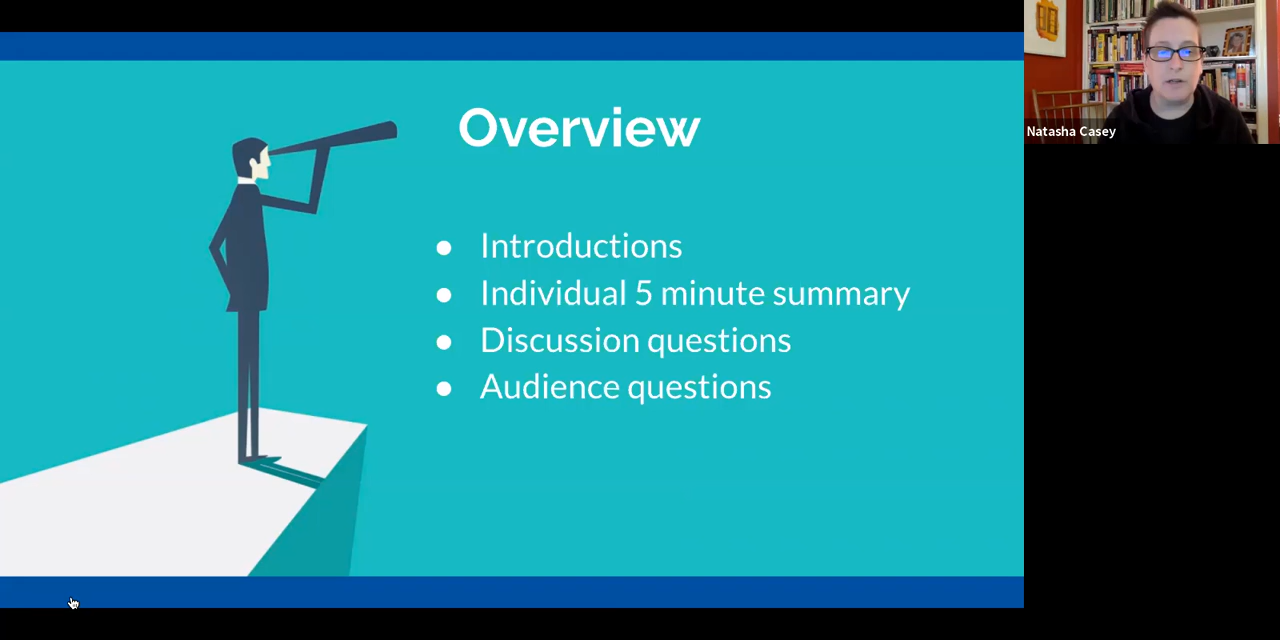 Overview
● Introductions
● Individual 5 minute summary
● Discussion questions
● Audience questions
Natasha Casey